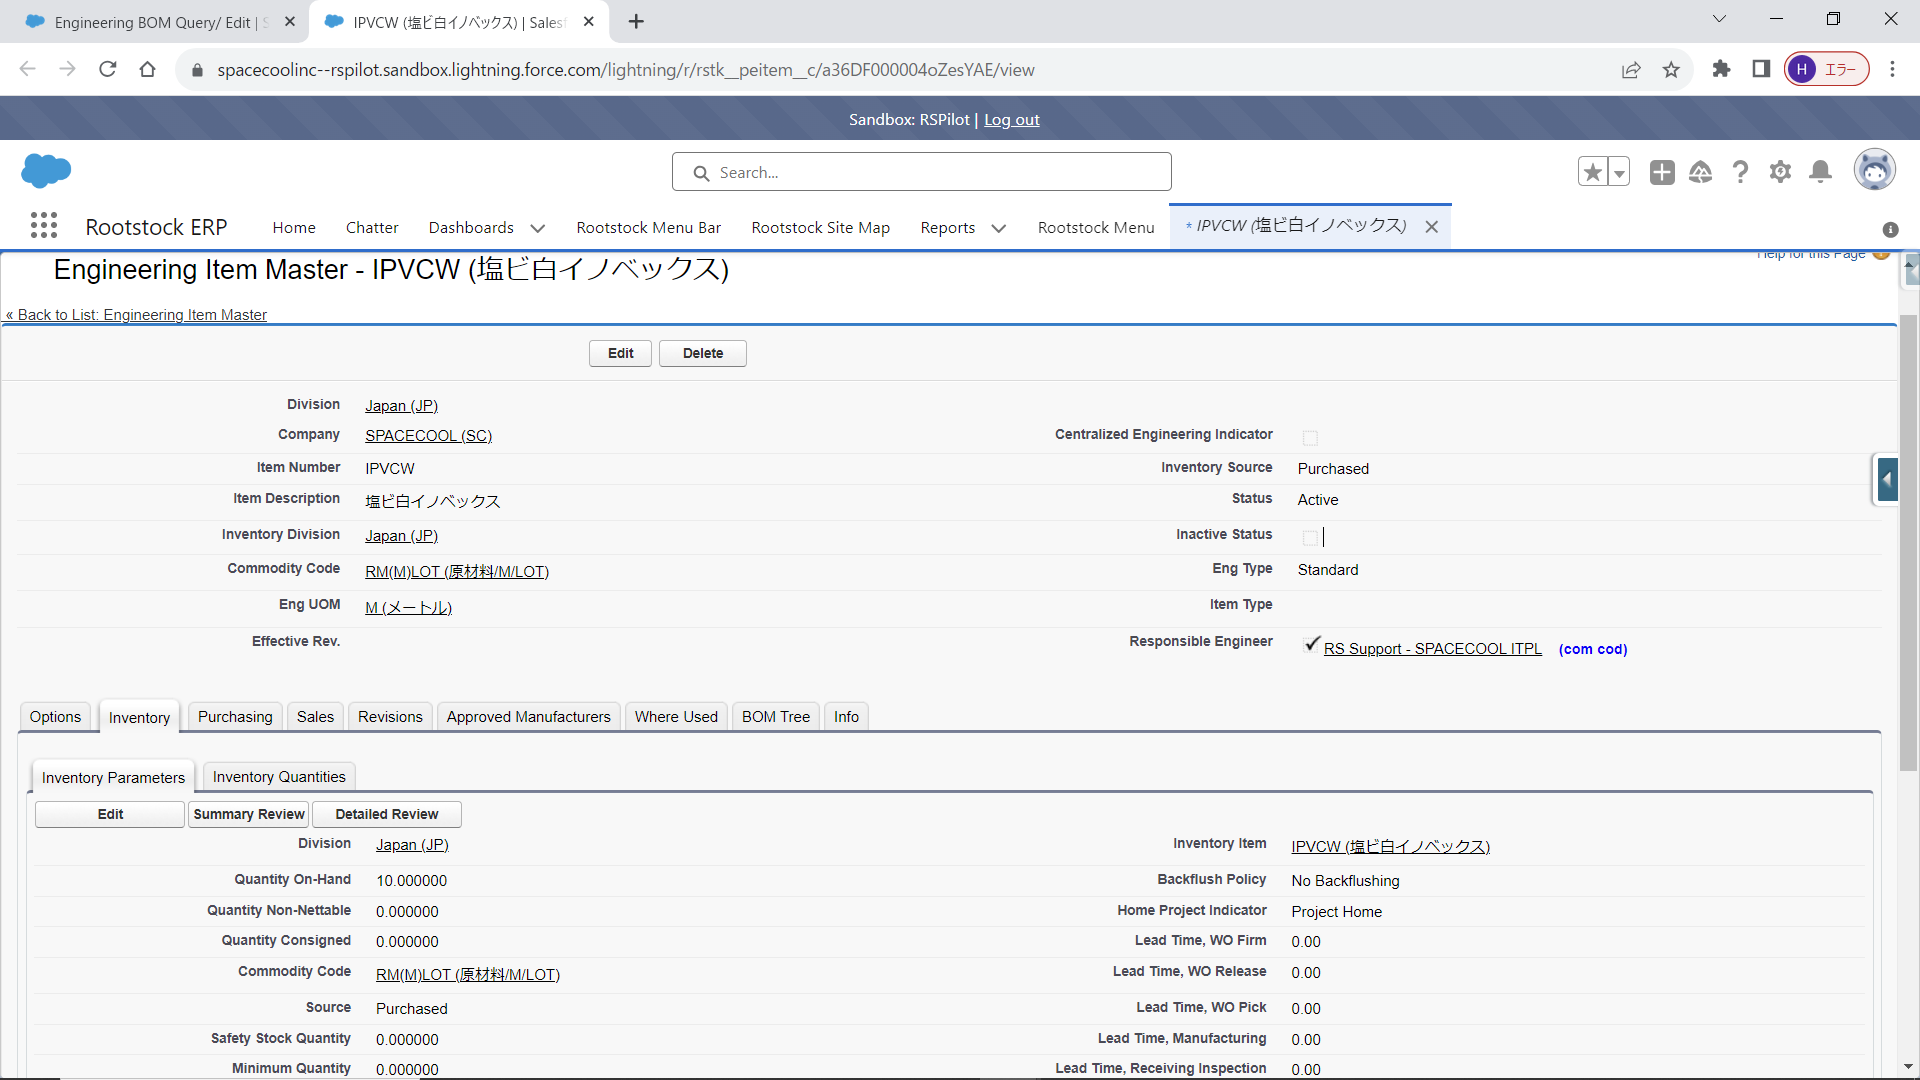 Engineering BOM Query/ Edit |
IPVCW (塩ビ白イノベックス) | Sales
spacecoolinc--rspilot.sandbox.lightning.force.com/lightning/r/rstk__peitem__c/a36DF000004oZesYAE/view
H エラー
Sandbox: RSPilot | Log out
Search...
Rootstock ERP Home Chatter Dashboards Rootstock Menu Bar Rootstock Site Map Reports Rootstock Menu * IPVCW (塩ビ白イノベックス)
Help for this Page
Engineering Item Master - IPVCW (塩ビ白イノベックス)
« Back to List: Engineering Item Master
Edit Delete
Division Japan (JP)
Company SPACECOOL (SC) Centralized Engineering Indicator
Item Number IPVCW Inventory Source Purchased
Item Description 塩ビ白イノベックス Status Active
Inventory Division Japan (JP) Inactive Status
Commodity Code RM(M)LOT (原材料/M/LOT) Eng Type Standard
Eng UOM M (メートル) Item Type
Effective Rev. Responsible Engineer RS Support - SPACECOOL ITPL (com cod)
Options Inventory Purchasing Sales Revisions Approved Manufacturers Where Used BOM Tree Info
Inventory Parameters Inventory Quantities
Edit Summary Review Detailed Review
Division Japan (JP) Inventory Item IPVCW (塩ビ白イノベックス)
Quantity On-Hand 10.000000 Backflush Policy No Backflushing
Quantity Non-Nettable 0.000000 Home Project Indicator Project Home
Quantity Consigned 0.000000 Lead Time, WO Firm 0.00
Commodity Code RM(M)LOT (原材料/M/LOT) Lead Time, WO Release 0.00
Source Purchased Lead Time, WO Pick 0.00
Safety Stock Quantity 0.000000 Lead Time, Manufacturing 0.00
Minimum Quantity 0.000000 Lead Time, Receiving Inspection 0.00